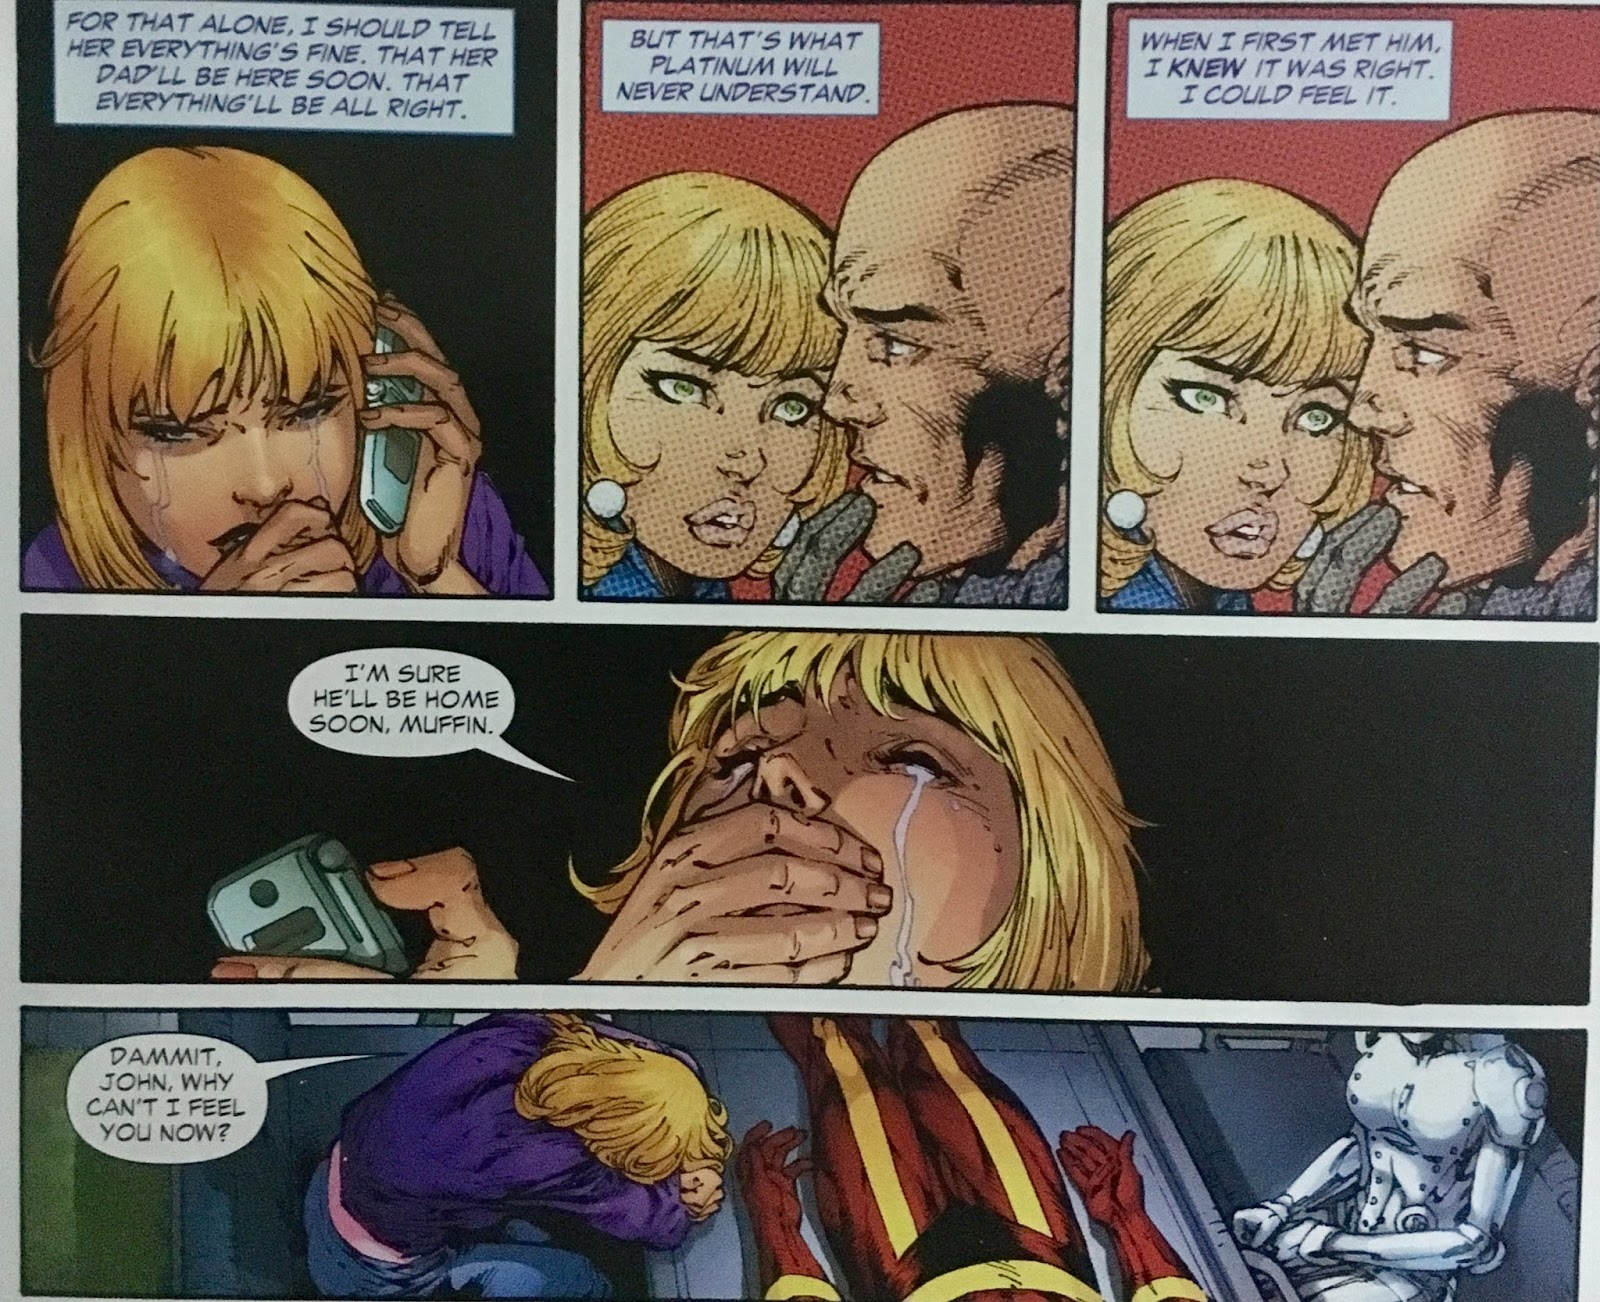 FOR THAT ALONE, I SHOULD TELL
HER EVERYTHING'S FINE. THAT HER
DAD'LL BE HERE SOON. THAT
EVERYTHING'LL BE ALL RIGHT.
BUT THAT'S WHAT
PLATINUM WILL
NEVER UNDERSTAND.
WHEN I FIRST MET HIM,
I KNEW IT WAS RIGHT.
I COULD FEEL IT.
I'M SURE
HE'LL BE HOME
SOON, MUFFIN.
DAMMIT,
JOHN, WHY
CAN'T I FEEL
YOU NOW?